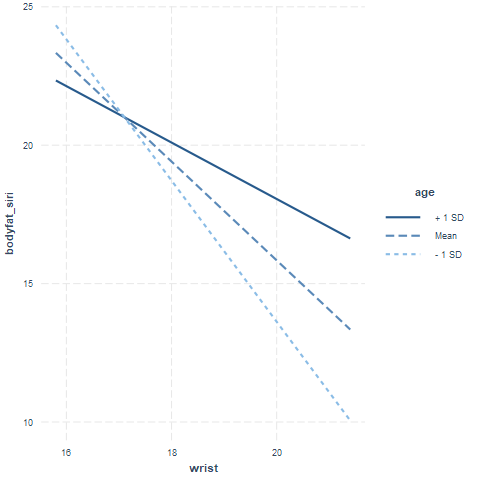 25
20
15
10
bodyfat_siri
16 18 20
wrist
age
+ 1 SD
Mean
- 1 SD